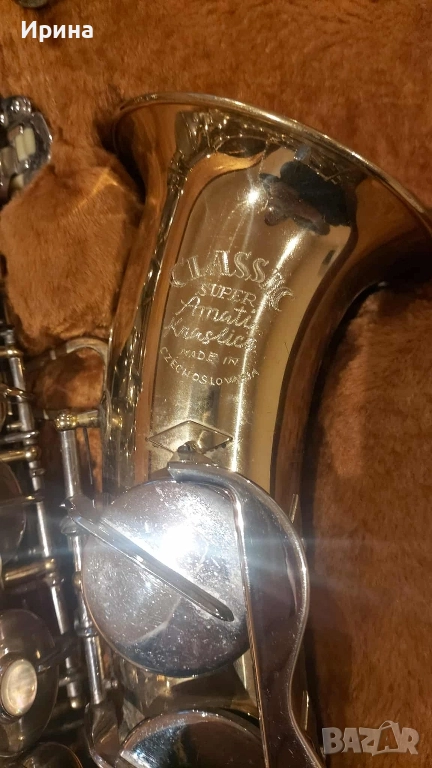 Ирина
CLASSIC
SUPER
Amati
Kraslice
MADE IN
CZECHOSLOVAKIA
BAZAR